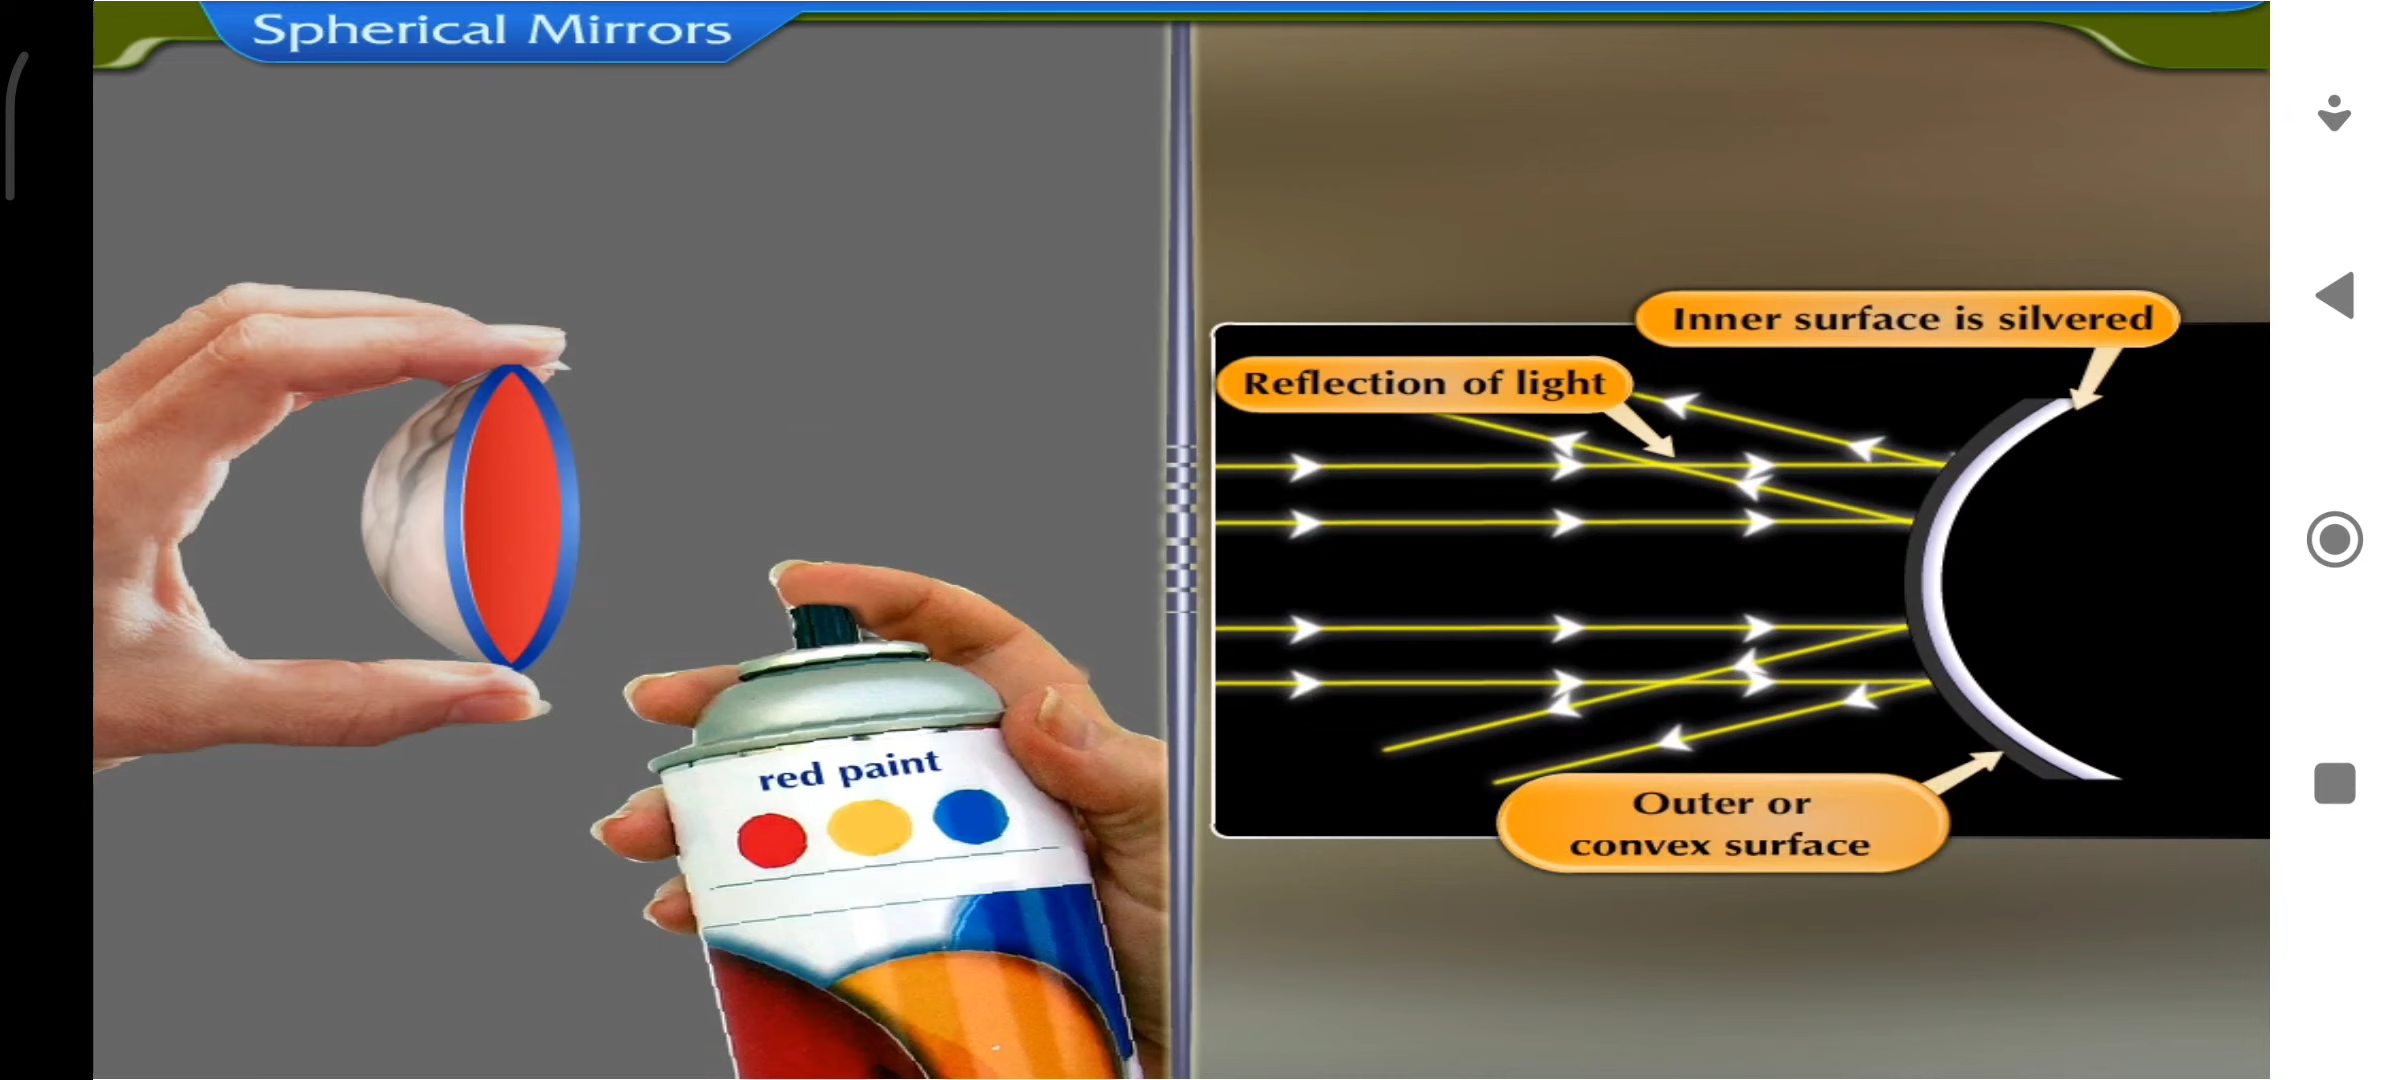 Spherical Mirrors
Inner surface is silvered
Reflection of light
red paint
Outer or
convex surface